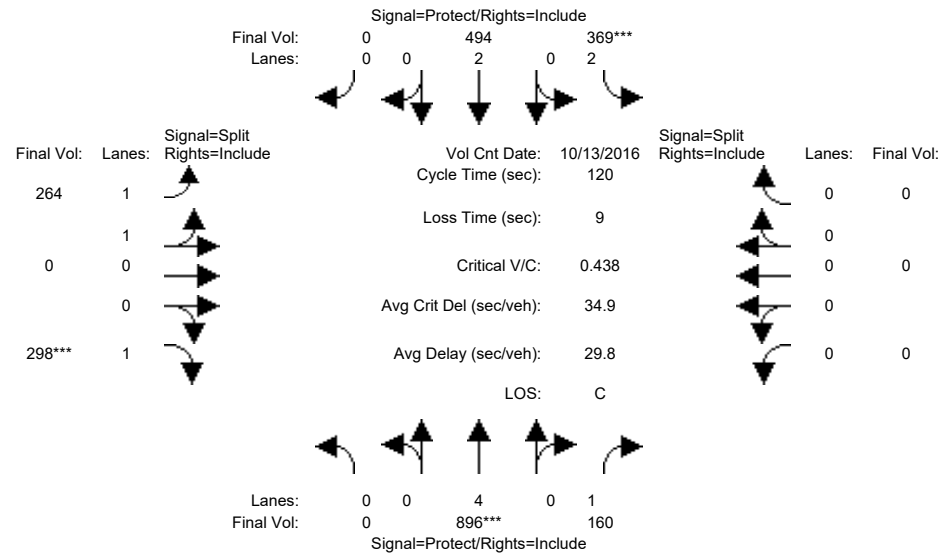 Signal=Protect/Rights=Include
Final Vol: 0 494 369***
Lanes: 0 0 2 0 2
Signal=Split Signal=Split
Final Vol: Lanes: Rights=Include Vol Cnt Date: 10/13/2016 Rights=Include Lanes: Final Vol:
Cycle Time (sec): 120
264 1 0 0
Loss Time (sec): 9
1 0
0 0 Critical V/C: 0.438 0 0
0 Avg Crit Del (sec/veh): 34.9 0
298*** 1 Avg Delay (sec/veh): 29.8 0 0
LOS: C
Lanes: 0 0 4 0 1
Final Vol: 0 896*** 160
Signal=Protect/Rights=Include